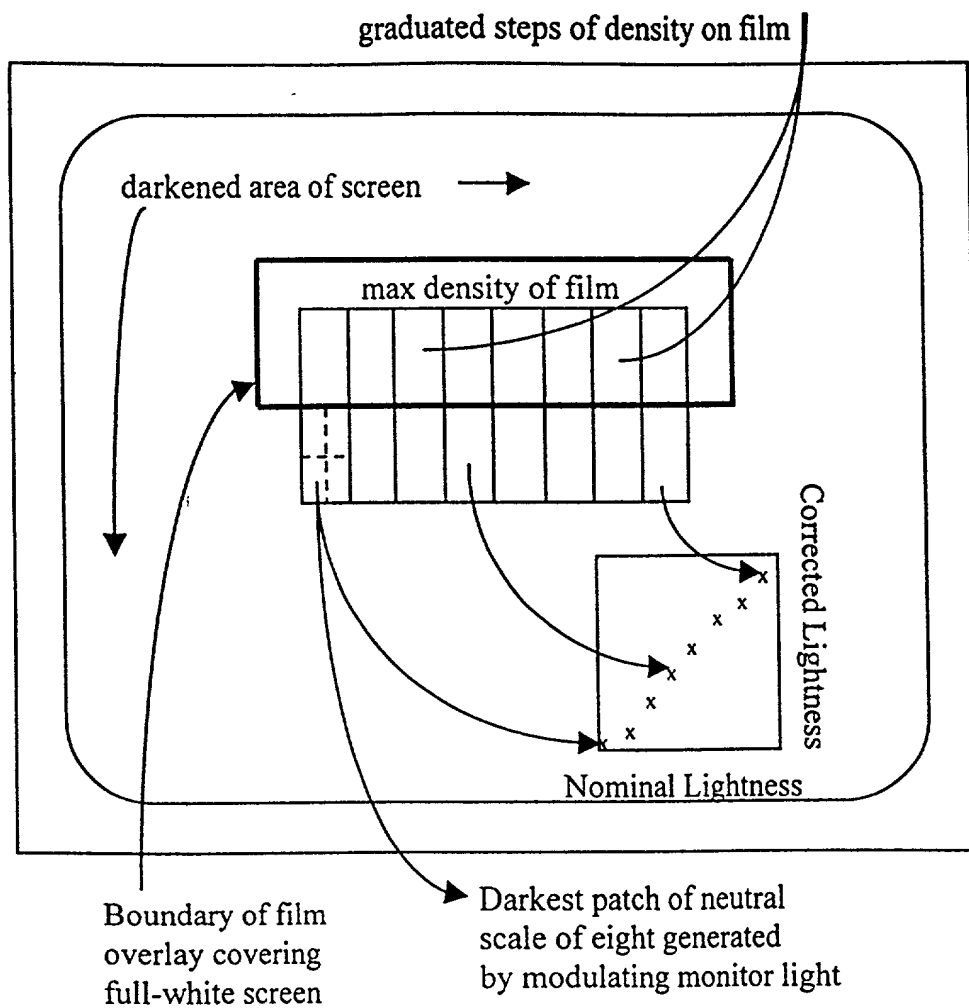 graduated steps of density on film
darkened area of screen
max density of film
Corrected Lightness
x
x
x
x
x
x
x
x
Nominal Lightness
Boundary of film
overlay covering
full-white screen
Darkest patch of neutral
scale of eight generated
by modulating monitor light